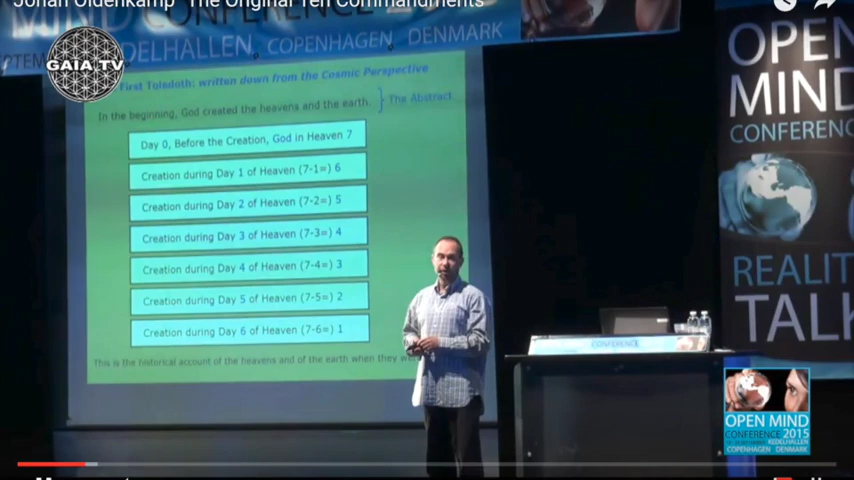 Johan Oldenkamp "The Original Ten Commandments"
MIND CONFERENCE
KEDELHALLEN, COPENHAGEN, DENMARK
GAIA TV
First Toledoth: written down from the Cosmic Perspective
In the beginning, God created the heavens and the earth. } The Abstract
Day 0, Before the Creation, God in Heaven 7
Creation during Day 1 of Heaven (7-1=) 6
Creation during Day 2 of Heaven (7-2=) 5
Creation during Day 3 of Heaven (7-3=) 4
Creation during Day 4 of Heaven (7-4=) 3
Creation during Day 5 of Heaven (7-5=) 2
Creation during Day 6 of Heaven (7-6=) 1
This is the historical account of the heavens and of the earth when they
OPEN
MIND
CONFERENC
REALIT
TALK
CONFERENCE
OPEN MIND
CONFERENCE 2015
KEDELHALLEN
COPENHAGEN DENMARK